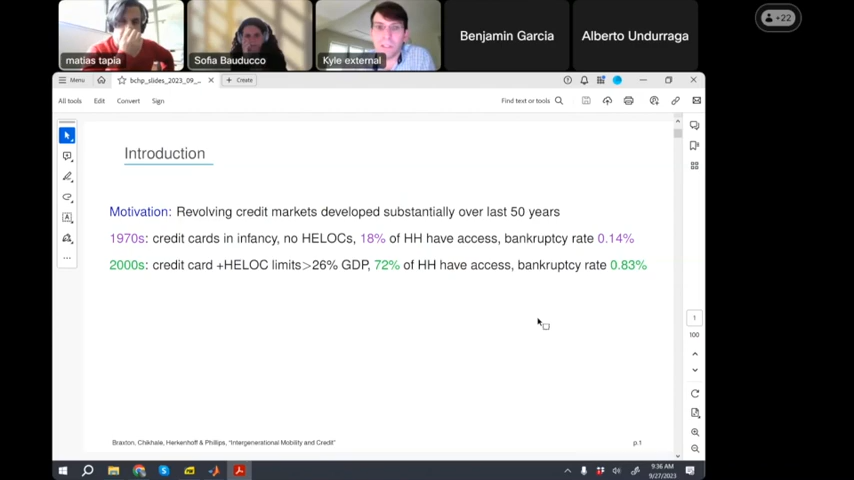 matias tapia
Sofia Bauducco
Kyle external
Benjamin Garcia
Alberto Undurraga
+22
Menu
bchp_slides_2023_09_...
Create
All tools
Edit
Convert
Sign
Find text or tools
Introduction
Motivation: Revolving credit markets developed substantially over last 50 years
1970s: credit cards in infancy, no HELOCs, 18% of HH have access, bankruptcy rate 0.14%
2000s: credit card +HELOC limits>26% GDP, 72% of HH have access, bankruptcy rate 0.83%
1
100
Braxton, Chikhale, Herkenhoff & Phillips, "Intergenerational Mobility and Credit"
p.1
9:36 AM
9/27/2023